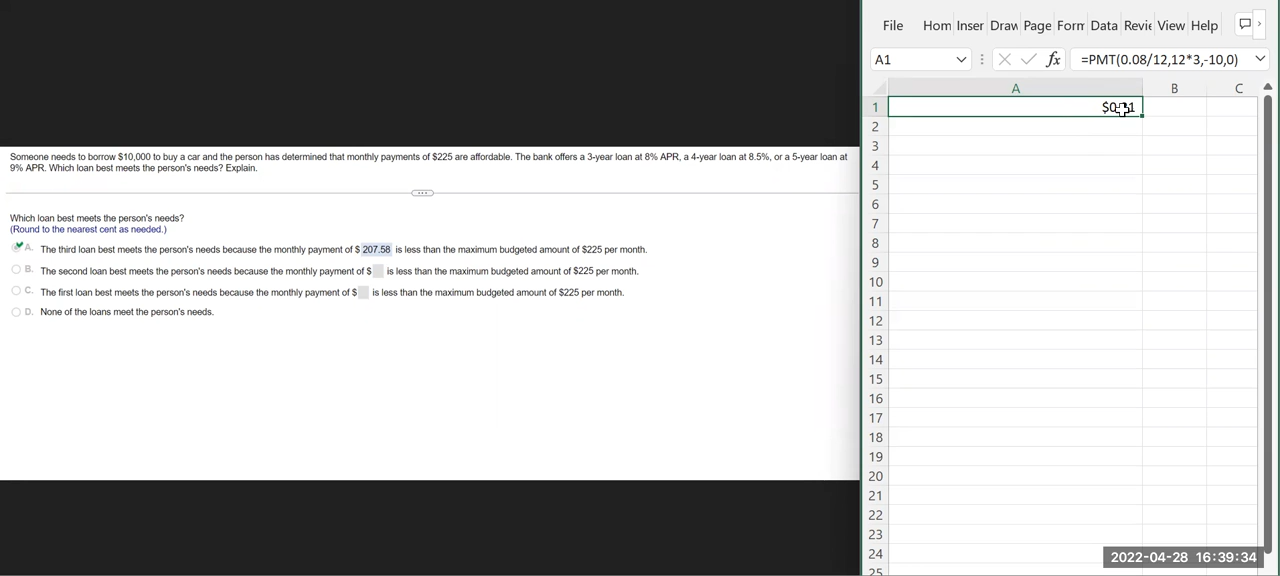 File Hom Inser Draw Page Form Data Revie View Help
A1 fx =PMT(0.08/12,12*3,-10,0)
A B C
1
2
3
4
5
6
7
8
9
10
11
12
13
14
15
16
17
18
19
20
21
22
23
24
25
Someone needs to borrow $10,000 to buy a car and the person has determined that monthly payments of $225 are affordable. The bank offers a 3-year loan at 8% APR, a 4-year loan at 8.5%, or a 5-year loan at
9% APR. Which loan best meets the person's needs? Explain.
Which loan best meets the person's needs?
(Round to the nearest cent as needed.)
A. The third loan best meets the person's needs because the monthly payment of $ 207.58 is less than the maximum budgeted amount of $225 per month.
B. The second loan best meets the person's needs because the monthly payment of $ is less than the maximum budgeted amount of $225 per month.
C. The first loan best meets the person's needs because the monthly payment of $ is less than the maximum budgeted amount of $225 per month.
D. None of the loans meet the person's needs.
2022-04-28 16:39:34